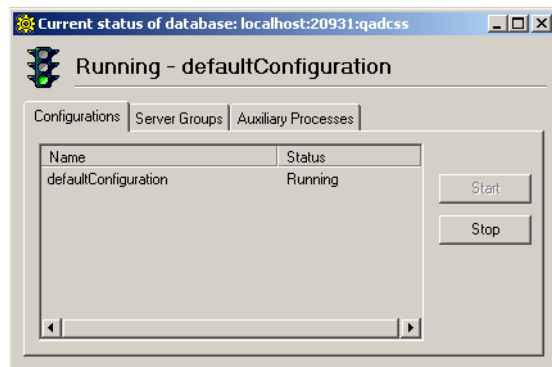 Current status of database: localhost:20931:qadcss
Running - defaultConfiguration
Configurations Server Groups Auxiliary Processes
Name Status
defaultConfiguration Running
Start
Stop